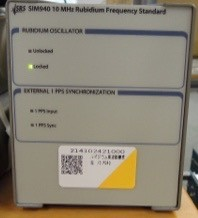 SRS SIM940 10 MHz Rubidium Frequency Standard
RUBIDIUM OSCILLATOR
Unlocked
Locked
EXTERNAL 1 PPS SYNCHRONIZATION
1 PPS Input
1 PPS Sync